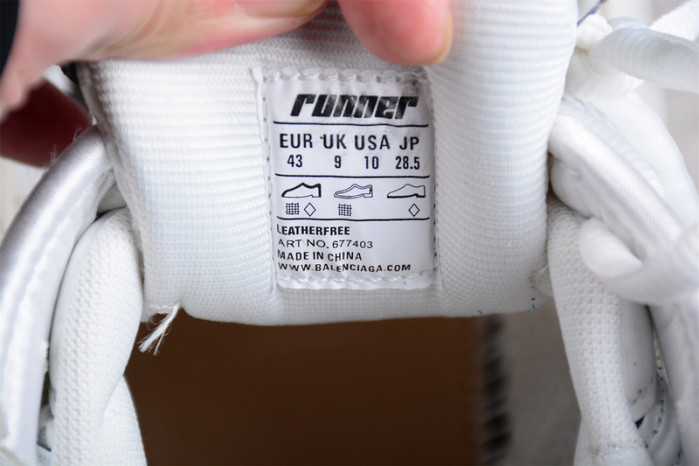 runner
EUR UK USA JP
43 9 10 28.5
LEATHERFREE
ART NO. 677403
MADE IN CHINA
WWW.BALENCIAGA.COM